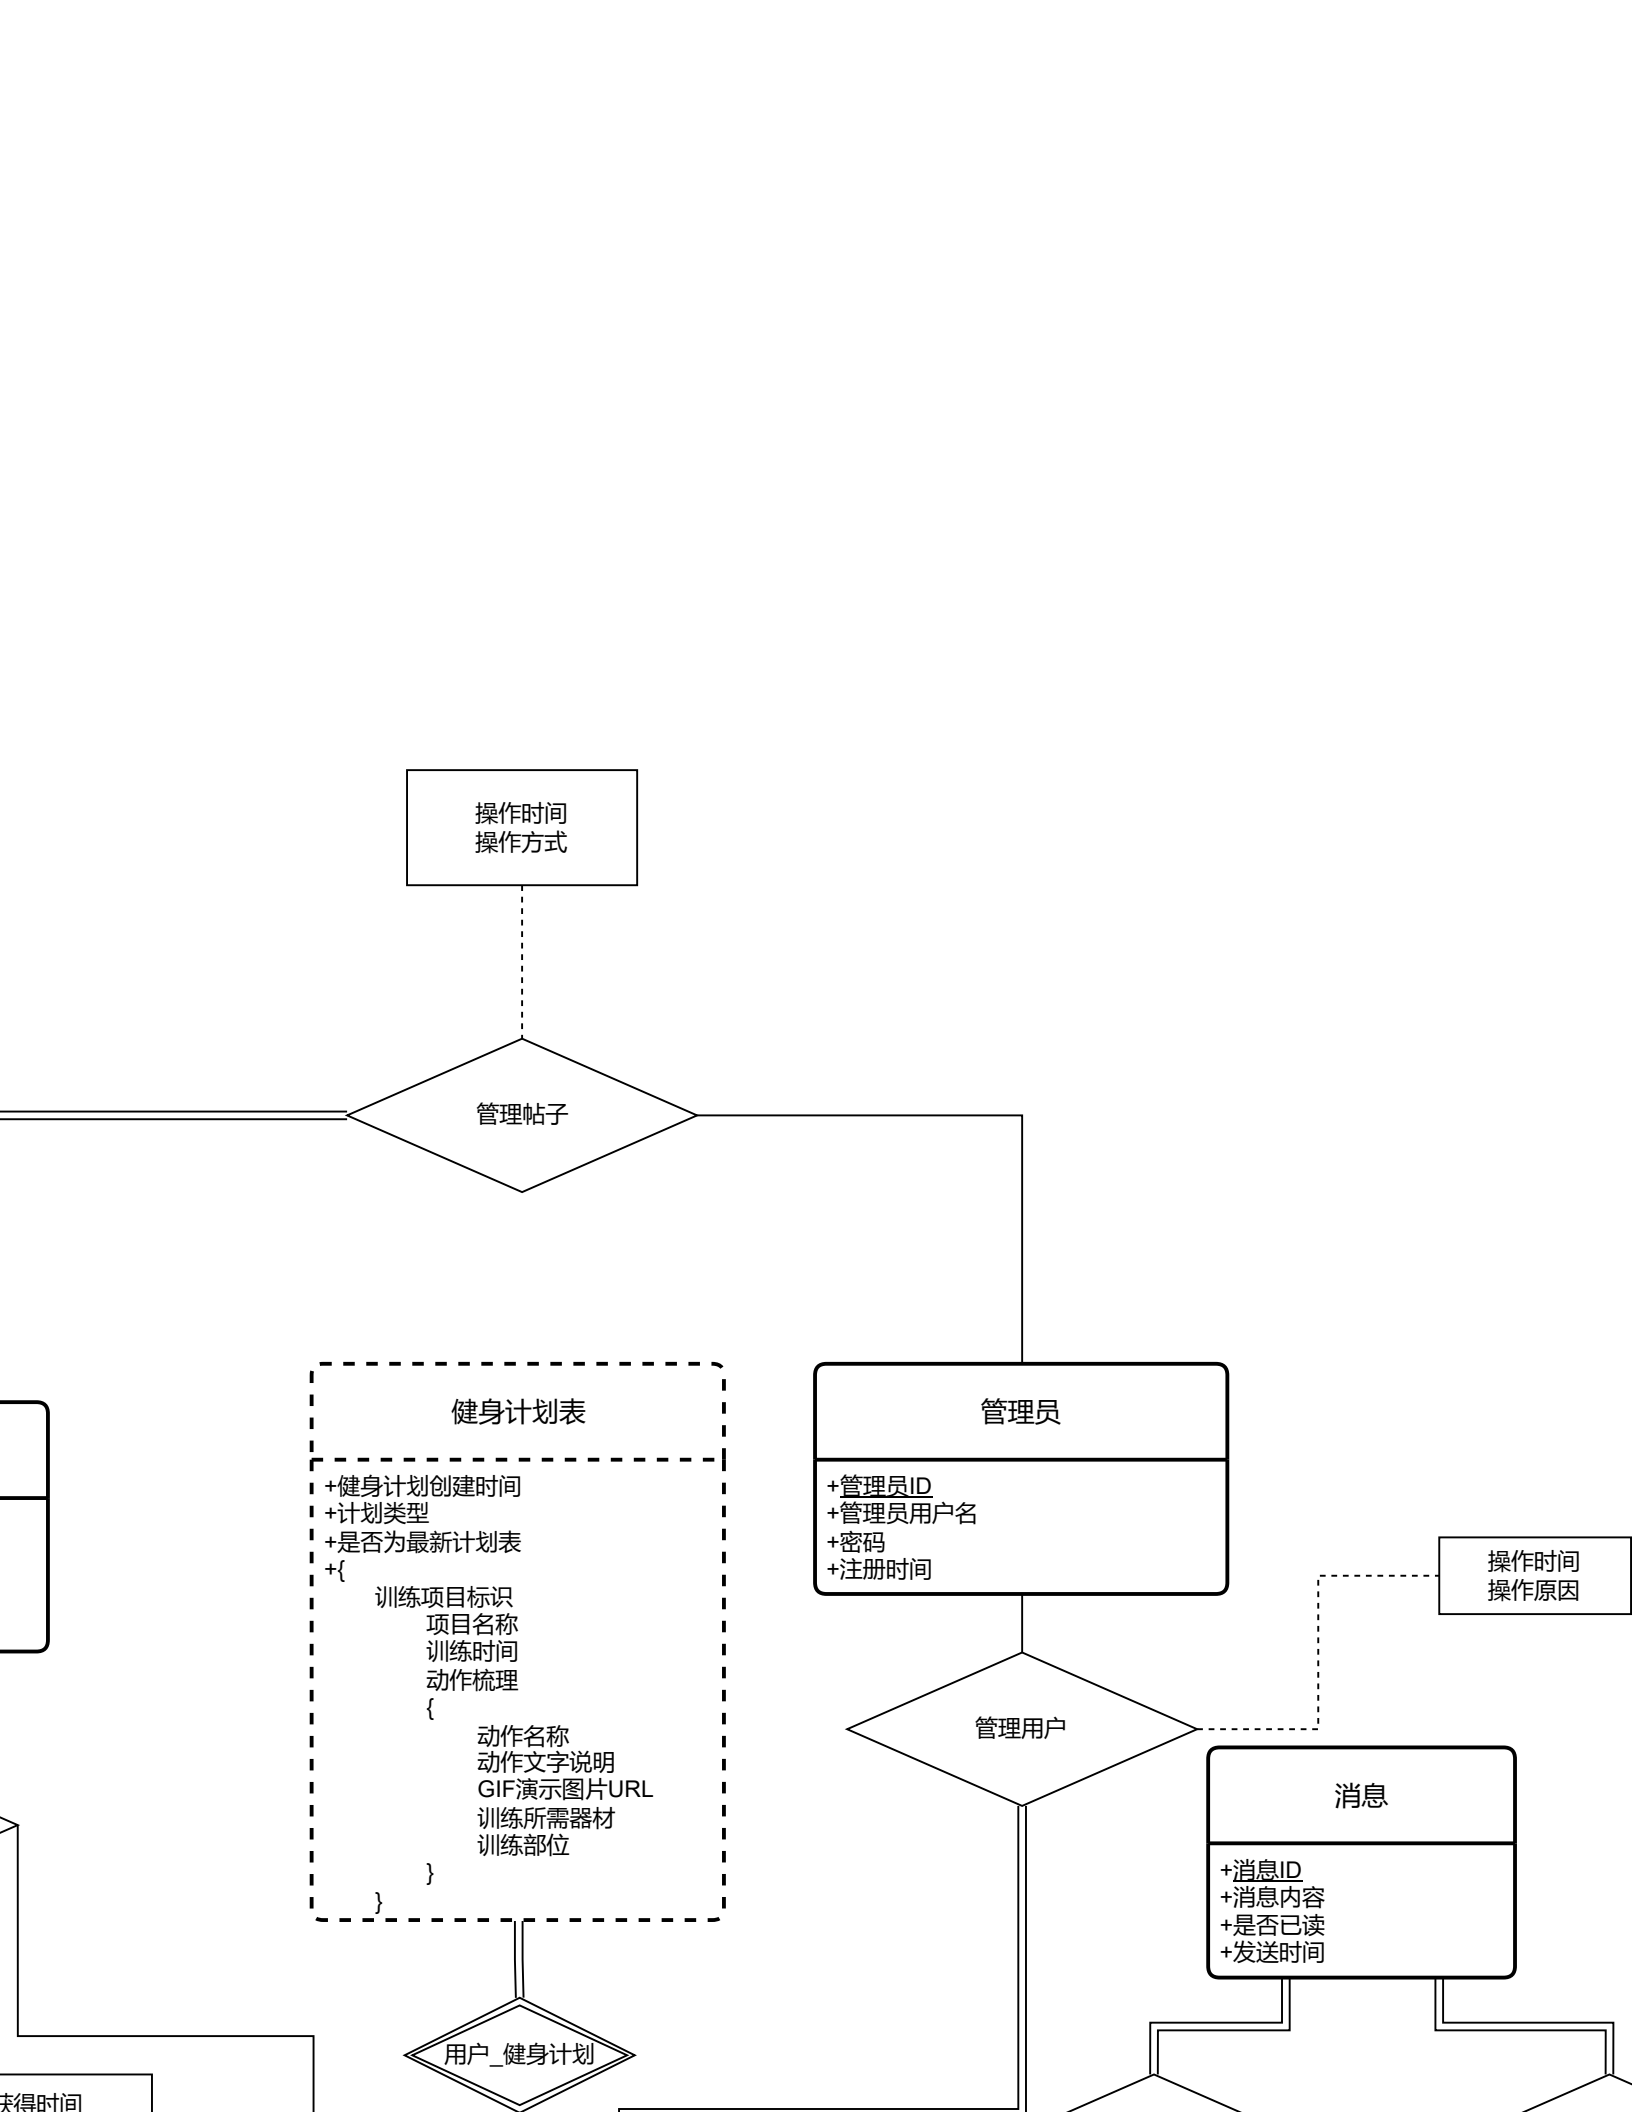 操作时间
操作方式
管理帖子
健身计划表
+健身计划创建时间
+计划类型
+是否为最新计划表
+{
训练项目标识
项目名称
训练时间
动作梳理
{
动作名称
动作文字说明
GIF演示图片URL
训练所需器材
训练部位
}
}
用户_健身计划
管理员
+管理员ID
+管理员用户名
+密码
+注册时间
操作时间
操作原因
管理用户
消息
+消息ID
+消息内容
+是否已读
+发送时间
获得时间